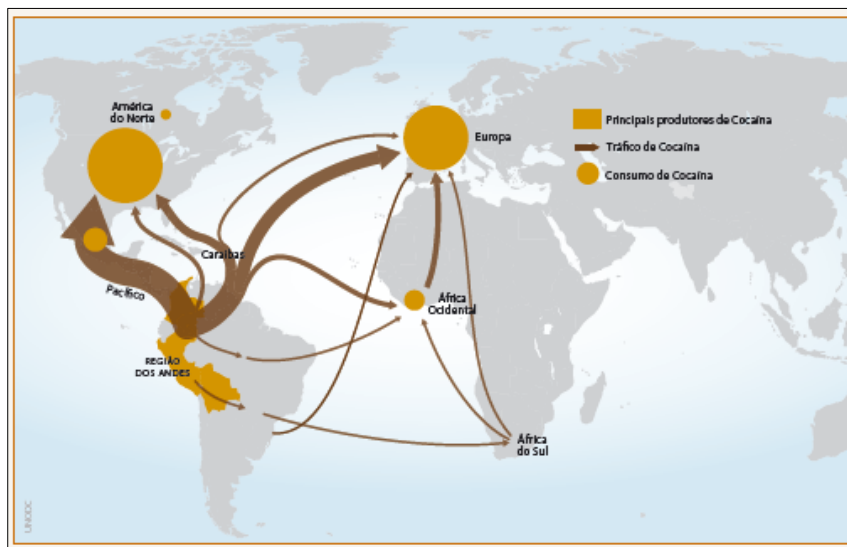 América
do Norte
Europa
Principais produtores de Cocaína
Tráfico de Cocaína
Consumo de Cocaína
Caraíbas
Pacífico
África
Ocidental
REGIÃO
DOS ANDES
África
do Sul
UNODC